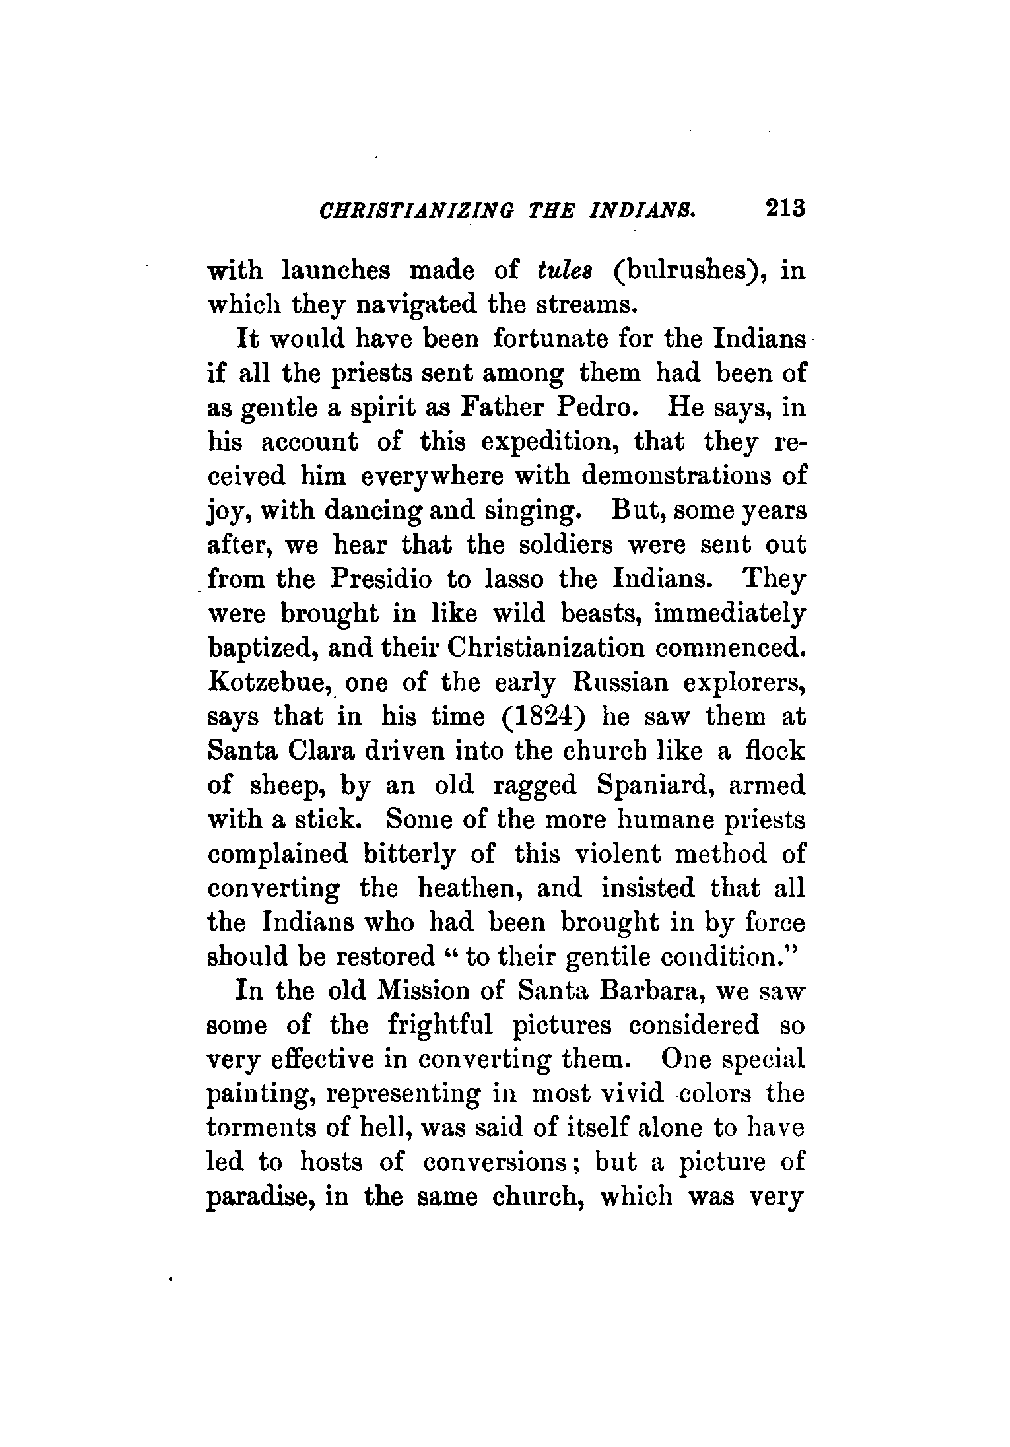 CHRISTIANIZING THE INDIANS. 213
with launches made of tules (bulrushes), in
which they navigated the streams.
It would have been fortunate for the Indians
if all the priests sent among them had been of
as gentle a spirit as Father Pedro. He says, in
his account of this expedition, that they re-
ceived him everywhere with demonstrations of
joy, with dancing and singing. But, some years
after, we hear that the soldiers were sent out
from the Presidio to lasso the Indians. They
were brought in like wild beasts, immediately
baptized, and their Christianization commenced.
Kotzebue, one of the early Russian explorers,
says that in his time (1824) he saw them at
Santa Clara driven into the church like a flock
of sheep, by an old ragged Spaniard, armed
with a stick. Some of the more humane priests
complained bitterly of this violent method of
converting the heathen, and insisted that all
the Indians who had been brought in by force
should be restored " to their gentile condition."
In the old Mission of Santa Barbara, we saw
some of the frightful pictures considered so
very effective in converting them. One special
painting, representing in most vivid colors the
torments of hell, was said of itself alone to have
led to hosts of conversions; but a picture of
paradise, in the same church, which was very